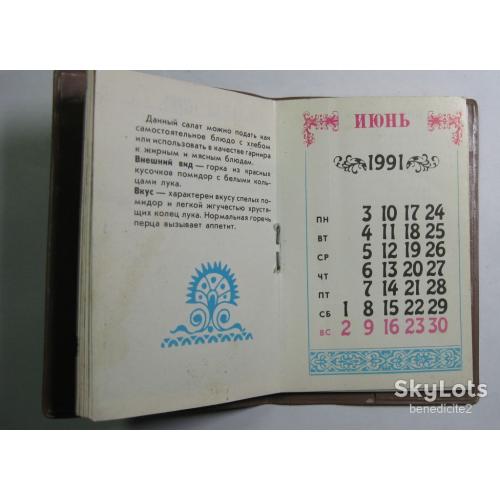 Данный салат можно подать как
самостоятельное блюдо с хлебом
или использовать в качестве гарнира
к жирным и мясным блюдам.
Внешний вид — горка из красных
кусочков помидор с белыми коль-
цами лука.
Вкус — характерен вкусу спелых по-
мидор и легкой жгучестью хрустя-
щих колец лука. Нормальная горечь
перца вызывает аппетит.
ИЮНЬ
1991
ПН 3 10 17 24
ВТ 4 11 18 25
СР 5 12 19 26
ЧТ 6 13 20 27
ПТ 7 14 21 28
СБ 1 8 15 22 29
ВС 2 9 16 23 30
SkyLots
benedicite2